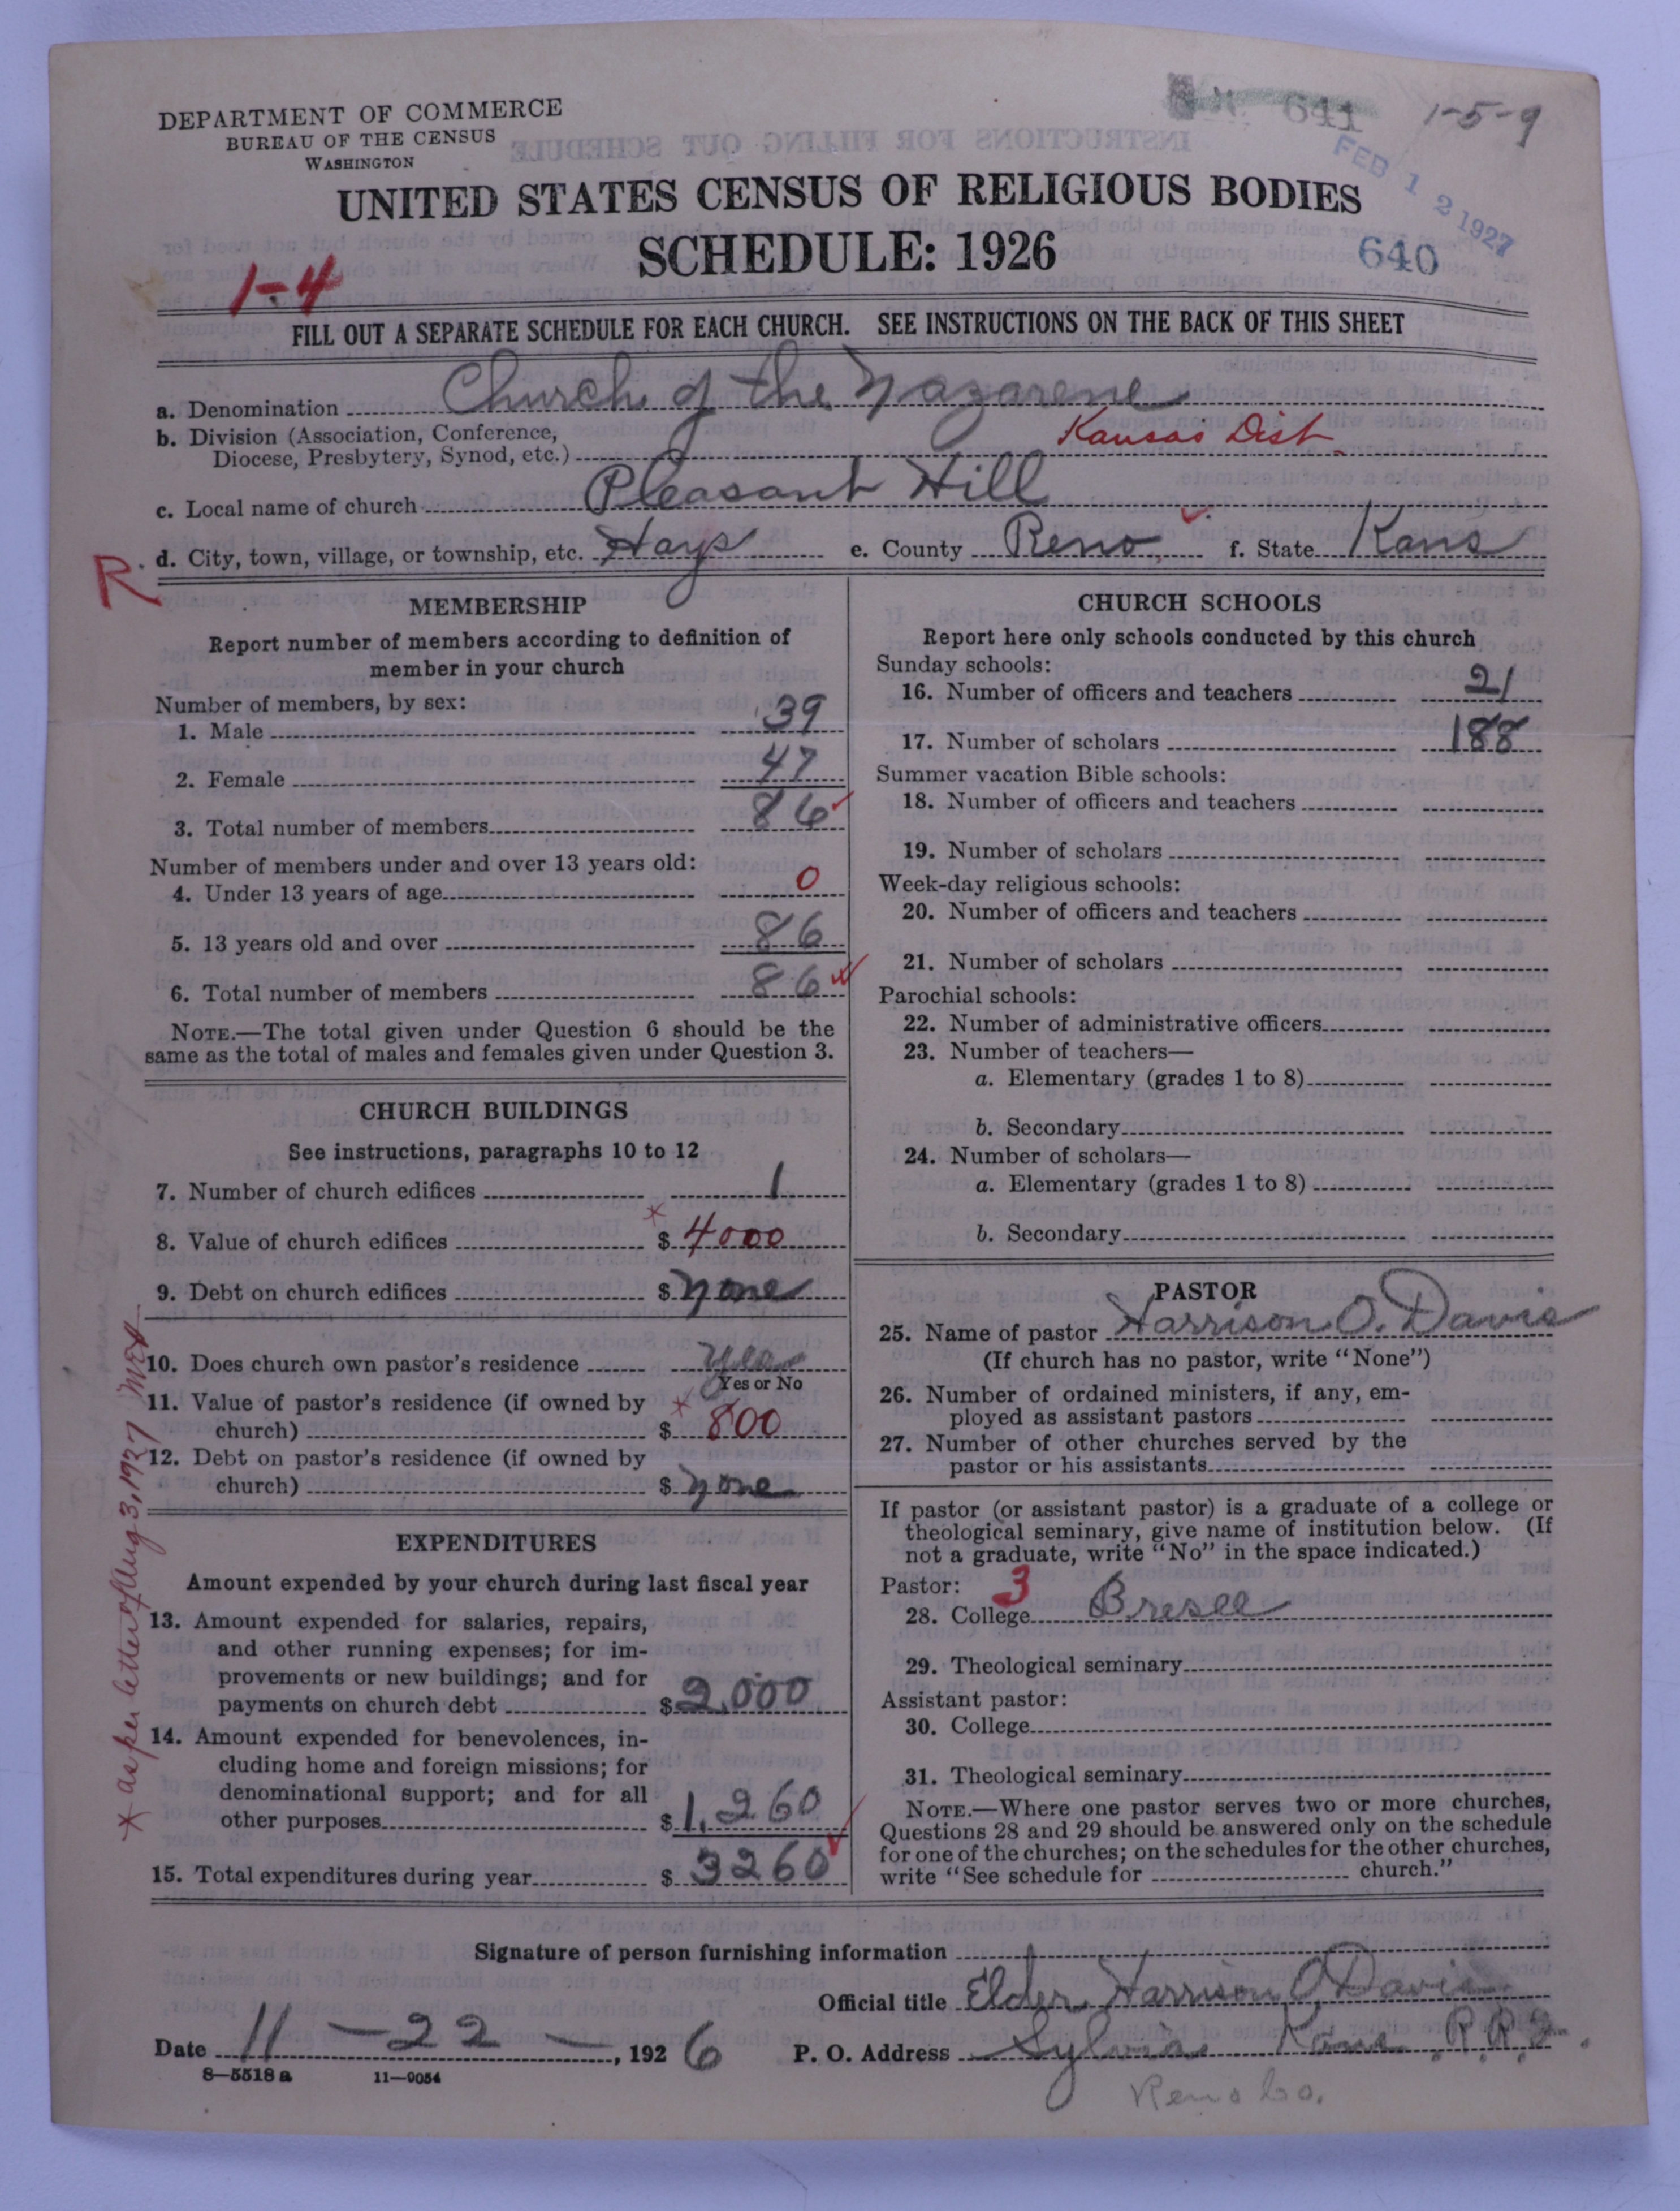 DEPARTMENT OF COMMERCE
BUREAU OF THE CENSUS
WASHINGTON
641
1-5-9
FEB 12 1927
UNITED STATES CENSUS OF RELIGIOUS BODIES
SCHEDULE: 1926
640
1-4
FILL OUT A SEPARATE SCHEDULE FOR EACH CHURCH. SEE INSTRUCTIONS ON THE BACK OF THIS SHEET
a. Denomination Church of the Nazarene
b. Division (Association, Conference,
Diocese, Presbytery, Synod, etc.) Kansas Dist.
c. Local name of church Pleasant Hill
R
d. City, town, village, or township, etc. Hays e. County Reno f. State Kans
MEMBERSHIP
Report number of members according to definition of
member in your church
Number of members, by sex:
1. Male 39
2. Female 47
3. Total number of members 86
Number of members under and over 13 years old:
4. Under 13 years of age 0
5. 13 years old and over 86
6. Total number of members 86
NOTE.—The total given under Question 6 should be the
same as the total of males and females given under Question 3.
CHURCH BUILDINGS
See instructions, paragraphs 10 to 12
7. Number of church edifices 1
8. Value of church edifices * $ 4000
9. Debt on church edifices $ none
10. Does church own pastor's residence yes
Yes or No
11. Value of pastor's residence (if owned by
church) * $ 800
12. Debt on pastor's residence (if owned by
church) $ none
* as per letter of Aug 3, 1927
EXPENDITURES
Amount expended by your church during last fiscal year
13. Amount expended for salaries, repairs,
and other running expenses; for im-
provements or new buildings; and for
payments on church debt $ 2,000
14. Amount expended for benevolences, in-
cluding home and foreign missions; for
denominational support; and for all
other purposes $ 1,260
15. Total expenditures during year $ 3260
CHURCH SCHOOLS
Report here only schools conducted by this church
Sunday schools:
16. Number of officers and teachers 21
17. Number of scholars 188
Summer vacation Bible schools:
18. Number of officers and teachers
19. Number of scholars
Week-day religious schools:
20. Number of officers and teachers
21. Number of scholars
Parochial schools:
22. Number of administrative officers
23. Number of teachers—
a. Elementary (grades 1 to 8)
b. Secondary
24. Number of scholars—
a. Elementary (grades 1 to 8)
b. Secondary
PASTOR
25. Name of pastor Harrison O. Davis
(If church has no pastor, write "None")
26. Number of ordained ministers, if any, em-
ployed as assistant pastors
27. Number of other churches served by the
pastor or his assistants
If pastor (or assistant pastor) is a graduate of a college or
theological seminary, give name of institution below. (If
not a graduate, write "No" in the space indicated.)
Pastor: 3
28. College Bresee
29. Theological seminary
Assistant pastor:
30. College
31. Theological seminary
NOTE.—Where one pastor serves two or more churches,
Questions 28 and 29 should be answered only on the schedule
for one of the churches; on the schedules for the other churches,
write "See schedule for church."
Signature of person furnishing information
Official title Elder Harrison O Davis
Date 11 - 22 - , 1926 P. O. Address Sylvia Kans. R.R.2.
8—5518 a 11—9054
Reno Co.